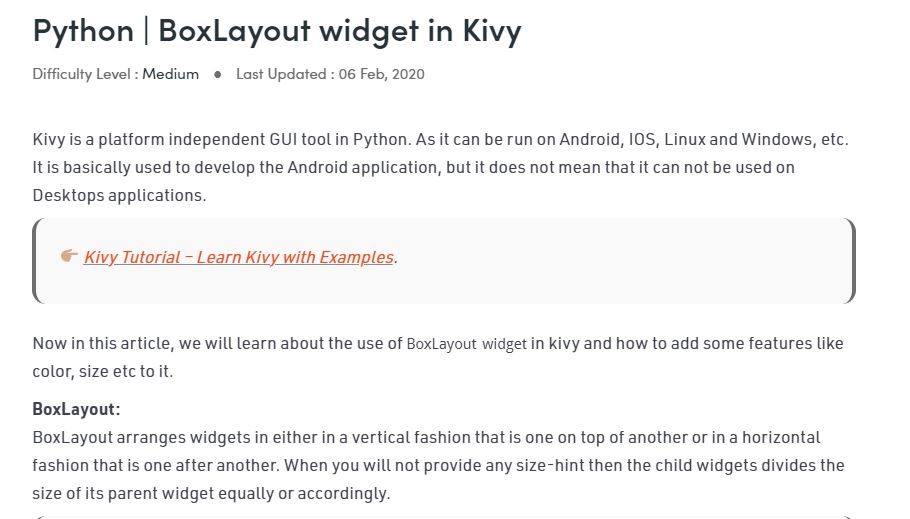 Python | BoxLayout widget in Kivy
Difficulty Level : Medium ● Last Updated : 06 Feb, 2020
Kivy is a platform independent GUI tool in Python. As it can be run on Android, IOS, Linux and Windows, etc.
It is basically used to develop the Android application, but it does not mean that it can not be used on
Desktops applications.
👉🏽 Kivy Tutorial – Learn Kivy with Examples.
Now in this article, we will learn about the use of BoxLayout widget in kivy and how to add some features like
color, size etc to it.
BoxLayout:
BoxLayout arranges widgets in either in a vertical fashion that is one on top of another or in a horizontal
fashion that is one after another. When you will not provide any size-hint then the child widgets divides the
size of its parent widget equally or accordingly.